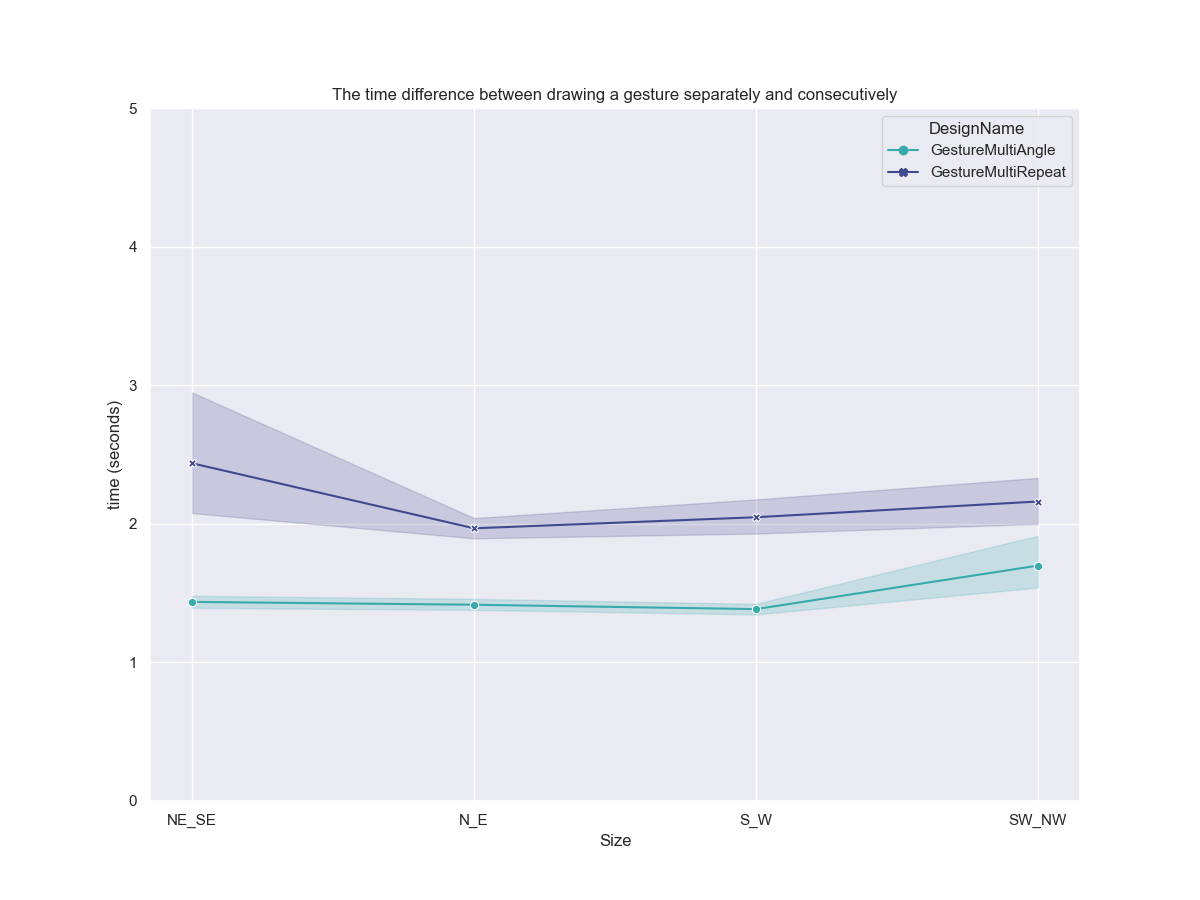 The time difference between drawing a gesture separately and consecutively
5
4
3
2
1
0
time (seconds)
DesignName
GestureMultiAngle
GestureMultiRepeat
NE_SE
N_E
S_W
SW_NW
Size